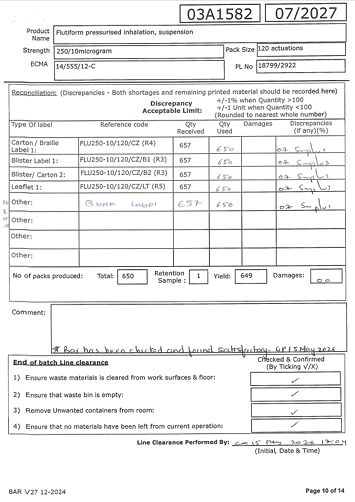 03A1582 07/2027
Product Name Flutiform pressurised inhalation, suspension
Strength 250/10microgram Pack Size 120 actuations
ECMA 14/555/12-C PL No 18799/2922
Reconciliation: (Discrepancies - Both shortages and remaining printed material should be recorded here)
Discrepancy Acceptable Limit: +/-1% when Quantity >100
+/-1 Unit when Quantity <100
(Rounded to nearest whole number)
Type Of label Reference code Qty Received Qty Used Damages Discrepancies (if any)(%)
Carton / Braille Label 1: FLU250-10/120/CZ (R4) 657 650 07 Surplus
Blister Label 1: FLU250-10/120/CZ/B1 (R3) 657 650 07 Surplus
Blister/ Carton 2: FLU250-10/120/CZ/B2 (R3) 657 650 07 Surplus
Leaflet 1: FLU250-10/120/CZ/LT (R5) 657 650 07 Surplus
Other: Blank Label 657 650 07 Surplus
Other:
Other:
Other:
No of packs produced: Total: 650 Retention Sample : 1 Yield: 649 Damages: 00
Comment:
* Bar has been checked and found satisfactory. 15 May 2026
End of batch Line clearance Checked & Confirmed (By Ticking √/X)
1) Ensure waste materials is cleared from work surfaces & floor: ✓
2) Ensure that waste bin is empty: ✓
3) Remove Unwanted containers from room: ✓
4) Ensure that no materials have been left from current operation: ✓
Line Clearance Performed By: 15 May 2026 17:04
(Initial, Date & Time)
BAR V27 12-2024 Page 10 of 14